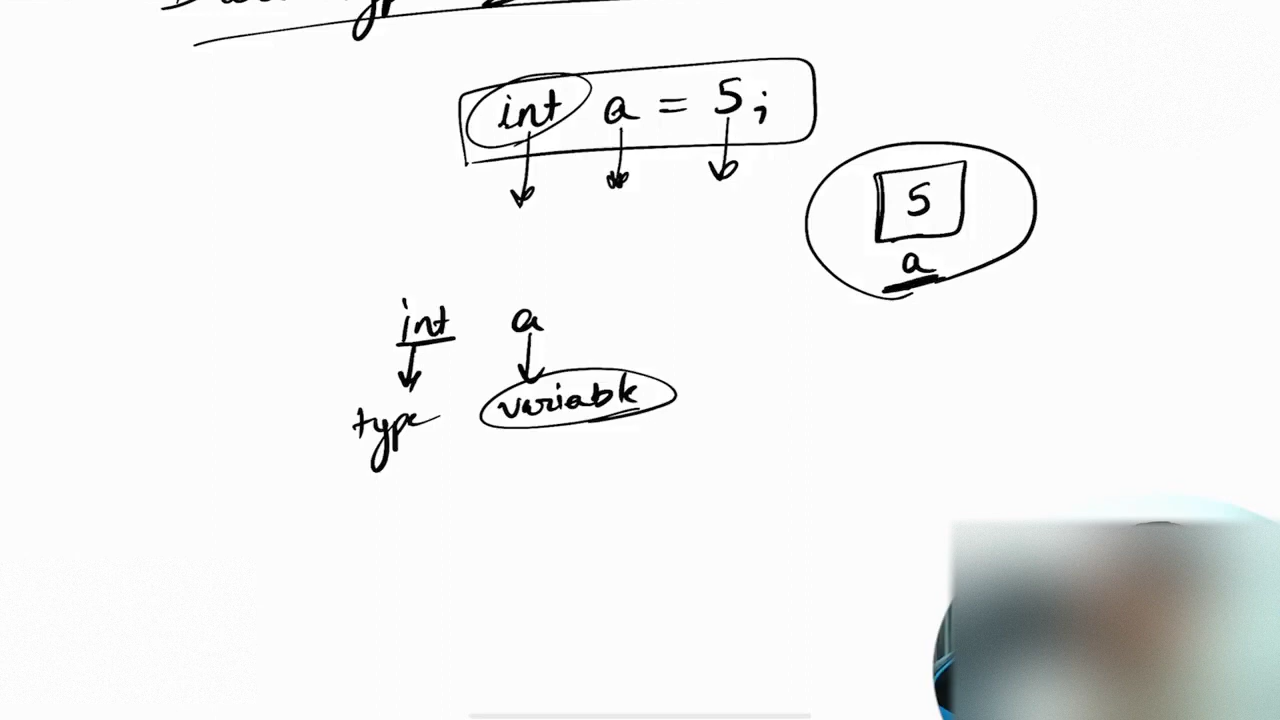 int a = 5;
5
a
int a
type variable